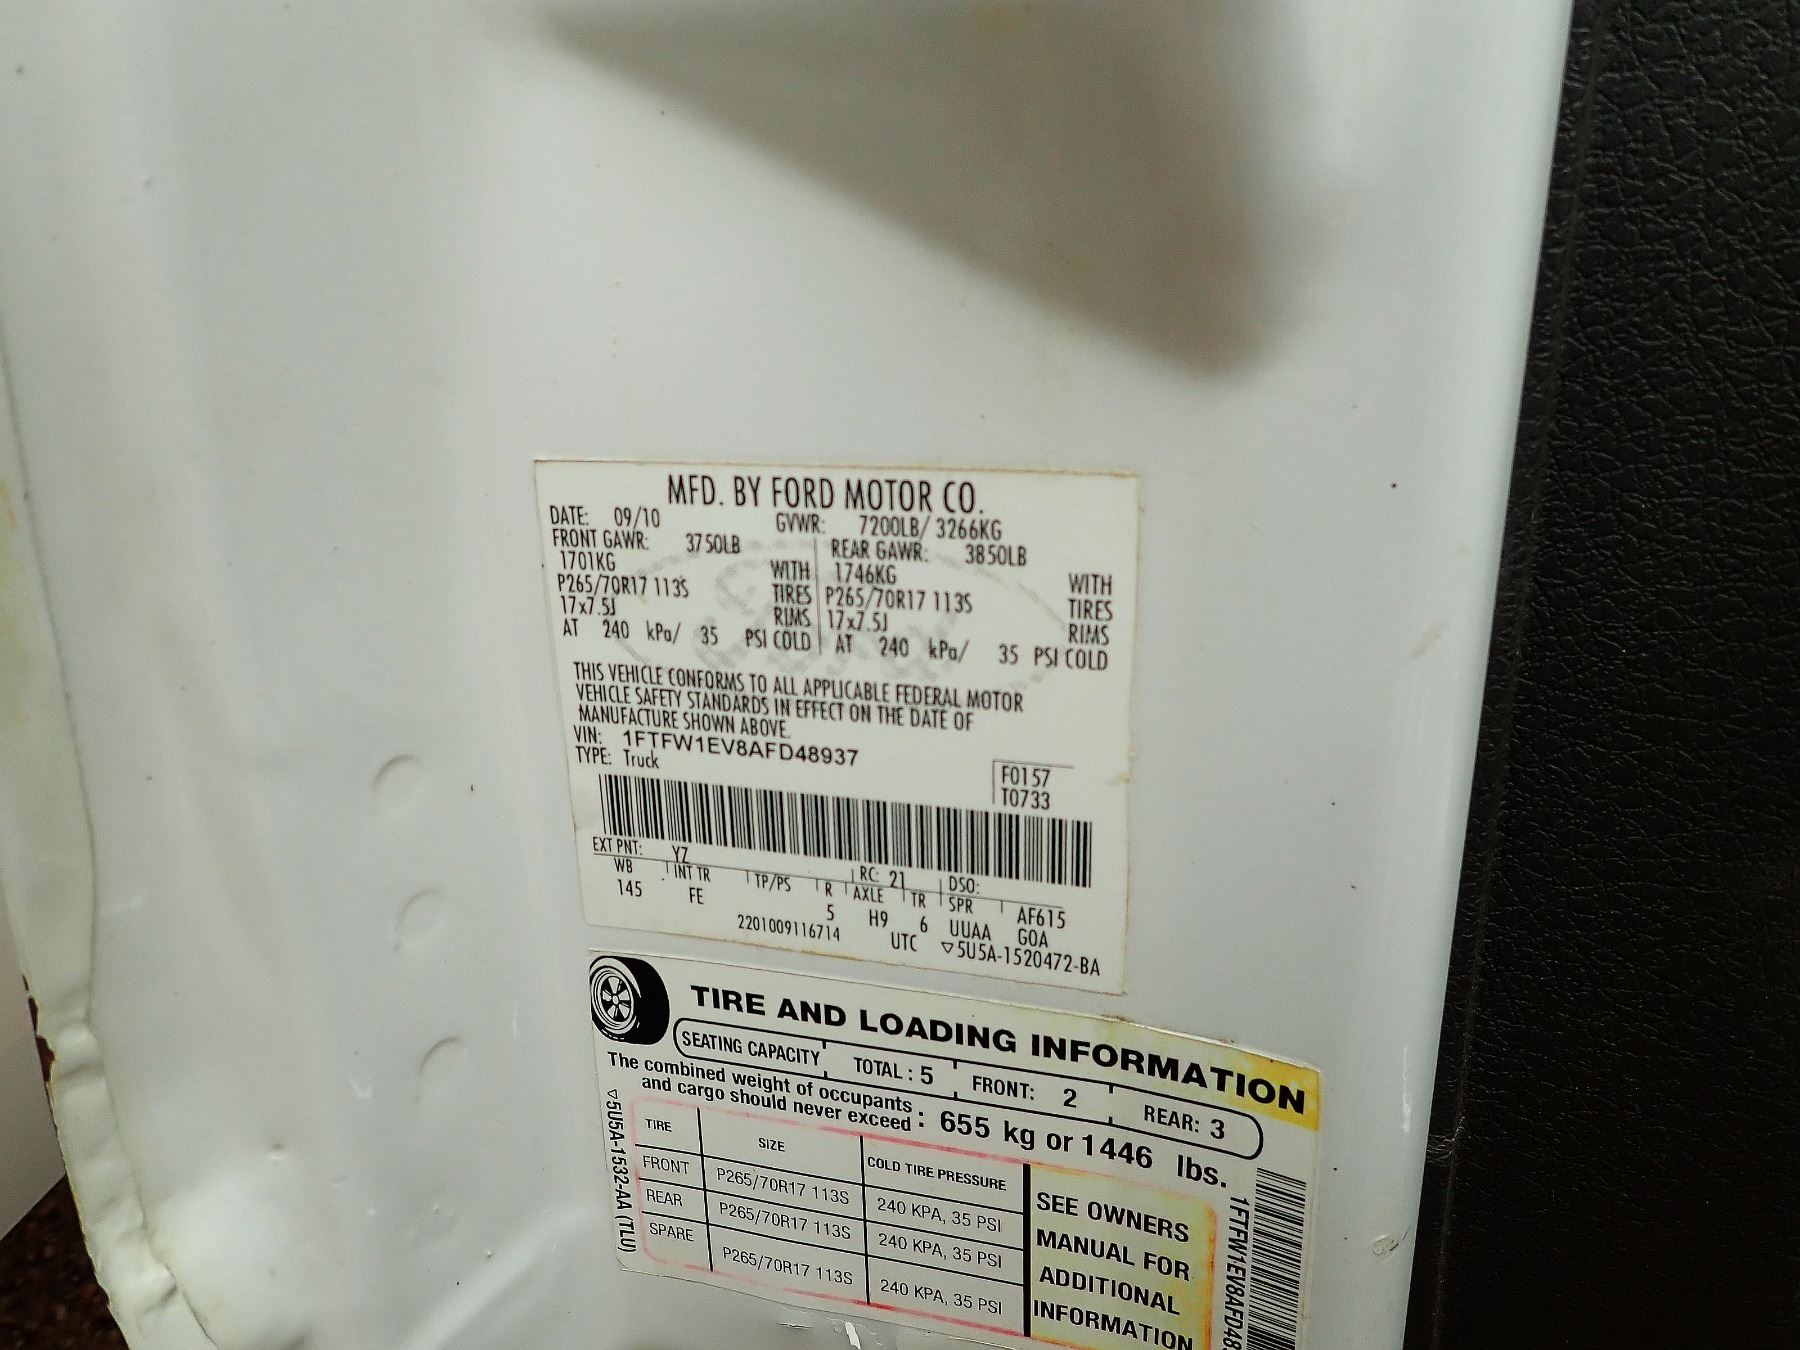 MFD. BY FORD MOTOR CO.
DATE: 09/10 GVWR: 7200LB/ 3266KG
FRONT GAWR: 3750LB REAR GAWR: 3850LB
1701KG WITH 1746KG WITH
P265/70R17 113S TIRES P265/70R17 113S TIRES
17x7.5J RIMS 17x7.5J RIMS
AT 240 kPa/ 35 PSI COLD AT 240 kPa/ 35 PSI COLD
THIS VEHICLE CONFORMS TO ALL APPLICABLE FEDERAL MOTOR
VEHICLE SAFETY STANDARDS IN EFFECT ON THE DATE OF
MANUFACTURE SHOWN ABOVE.
VIN: 1FTFW1EV8AFD48937
TYPE: Truck F0157
T0733
EXT PNT: YZ RC: 21 DSO:
WB INT TR TP/PS R AXLE TR SPR AF615
145 FE 5 H9 6 UUAA GOA
2201009116714 UTC ▽5U5A-1520472-BA
TIRE AND LOADING INFORMATION
SEATING CAPACITY TOTAL : 5 FRONT: 2 REAR: 3
The combined weight of occupants
and cargo should never exceed : 655 kg or 1446 lbs.
TIRE SIZE COLD TIRE PRESSURE
FRONT P265/70R17 113S 240 KPA, 35 PSI
REAR P265/70R17 113S 240 KPA, 35 PSI
SPARE P265/70R17 113S 240 KPA, 35 PSI
SEE OWNERS
MANUAL FOR
ADDITIONAL
INFORMATION
▽5U5A-1532-AA (TLU)
1FTFW1EV8AFD48